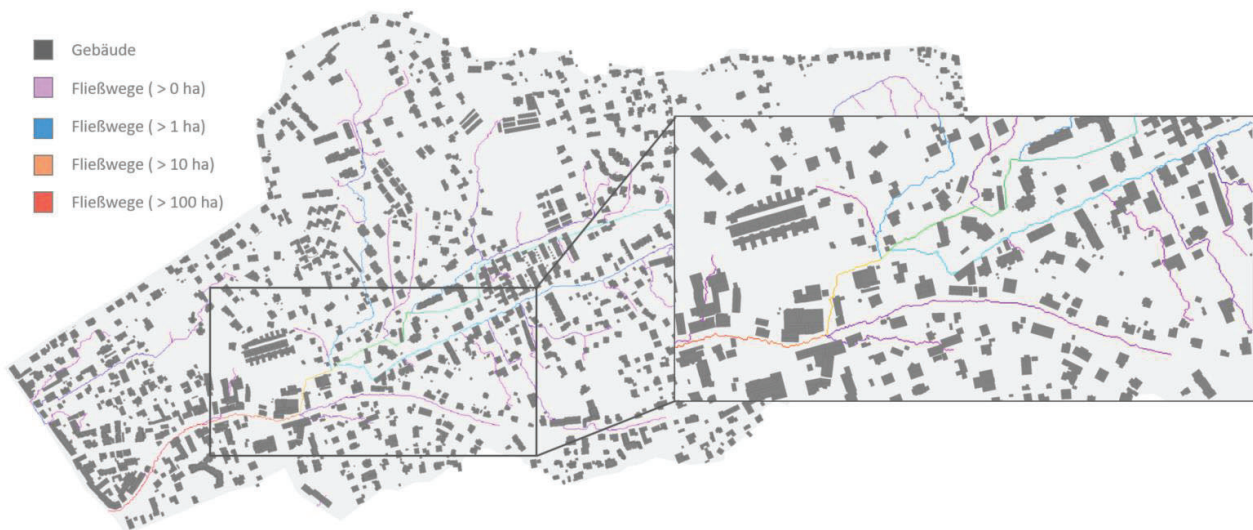 Gebäude
Fließwege ( > 0 ha)
Fließwege ( > 1 ha)
Fließwege ( > 10 ha)
Fließwege ( > 100 ha)